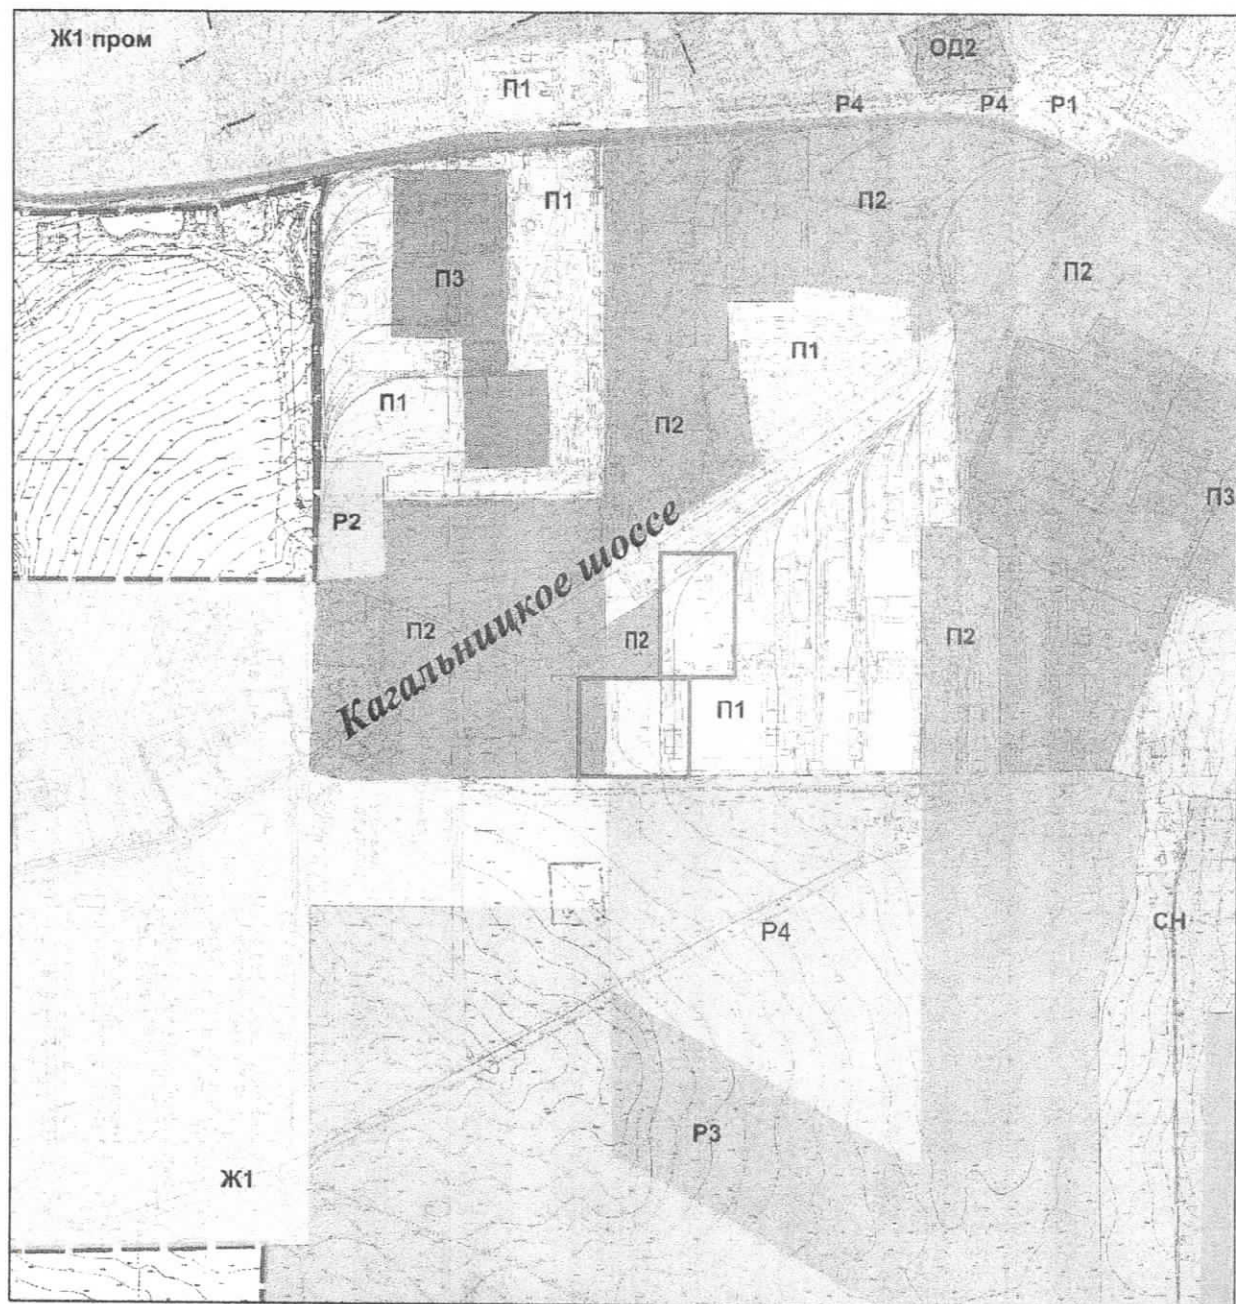 Ж1 пром
ОД2
П1
Р4
Р4
Р1
П1
П2
П3
П2
П1
П1
П2
П3
Р2
Кагальницкое шоссе
П2
П2
П2
П1
Р4
СН
Р3
Ж1